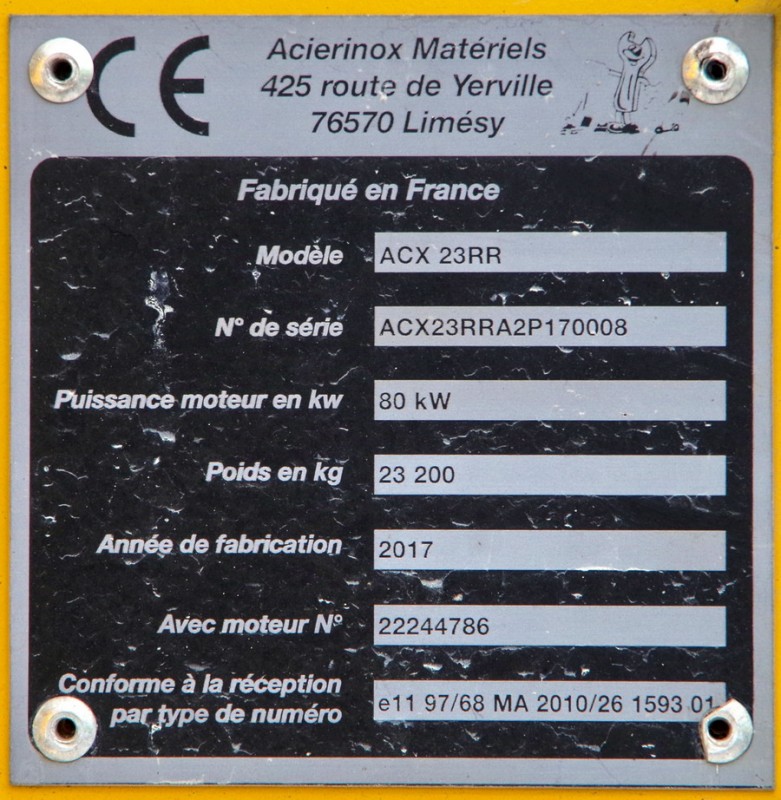 CE
Acierinox Matériels
425 route de Yerville
76570 Limésy
Fabriqué en France
Modèle ACX 23RR
N° de série ACX23RRA2P170008
Puissance moteur en kw 80 kW
Poids en kg 23 200
Année de fabrication 2017
Avec moteur N° 22244786
Conforme à la réception
par type de numéro e11 97/68 MA 2010/26 1593 01